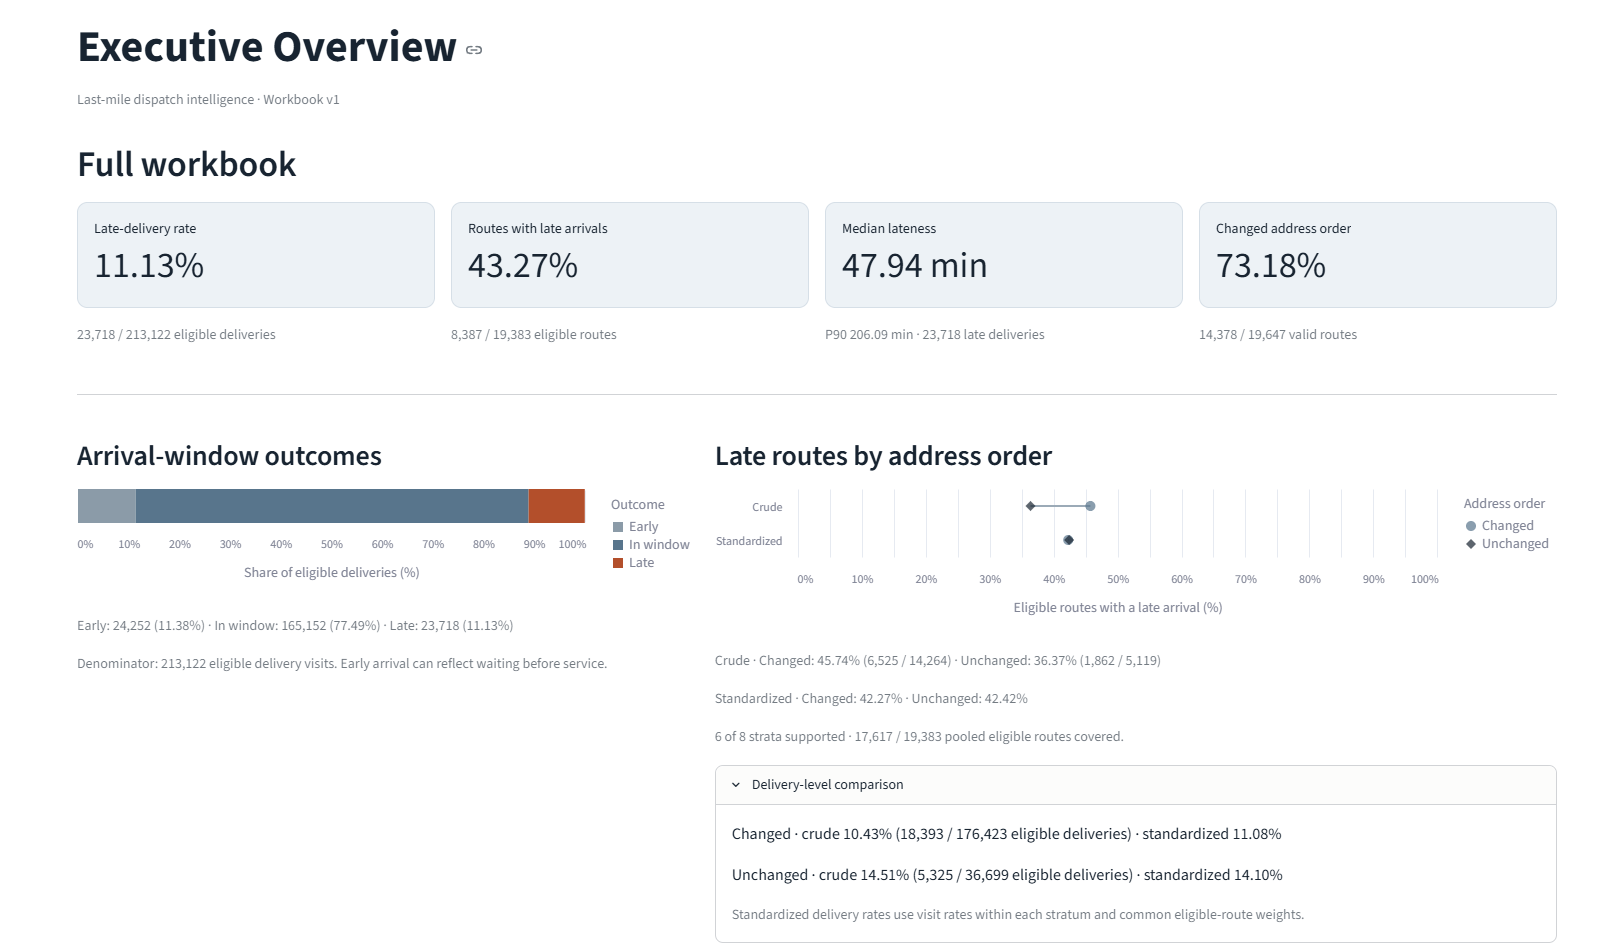 Executive Overview
Last-mile dispatch intelligence · Workbook v1
Full workbook
Late-delivery rate
11.13%
23,718 / 213,122 eligible deliveries
Routes with late arrivals
43.27%
8,387 / 19,383 eligible routes
Median lateness
47.94 min
P90 206.09 min · 23,718 late deliveries
Changed address order
73.18%
14,378 / 19,647 valid routes
Arrival-window outcomes
0% 10% 20% 30% 40% 50% 60% 70% 80% 90% 100%
Share of eligible deliveries (%)
Outcome
Early
In window
Late
Early: 24,252 (11.38%) · In window: 165,152 (77.49%) · Late: 23,718 (11.13%)
Denominator: 213,122 eligible delivery visits. Early arrival can reflect waiting before service.
Late routes by address order
Crude
Standardized
0% 10% 20% 30% 40% 50% 60% 70% 80% 90% 100%
Eligible routes with a late arrival (%)
Address order
Changed
Unchanged
Crude · Changed: 45.74% (6,525 / 14,264) · Unchanged: 36.37% (1,862 / 5,119)
Standardized · Changed: 42.27% · Unchanged: 42.42%
6 of 8 strata supported · 17,617 / 19,383 pooled eligible routes covered.
Delivery-level comparison
Changed · crude 10.43% (18,393 / 176,423 eligible deliveries) · standardized 11.08%
Unchanged · crude 14.51% (5,325 / 36,699 eligible deliveries) · standardized 14.10%
Standardized delivery rates use visit rates within each stratum and common eligible-route weights.